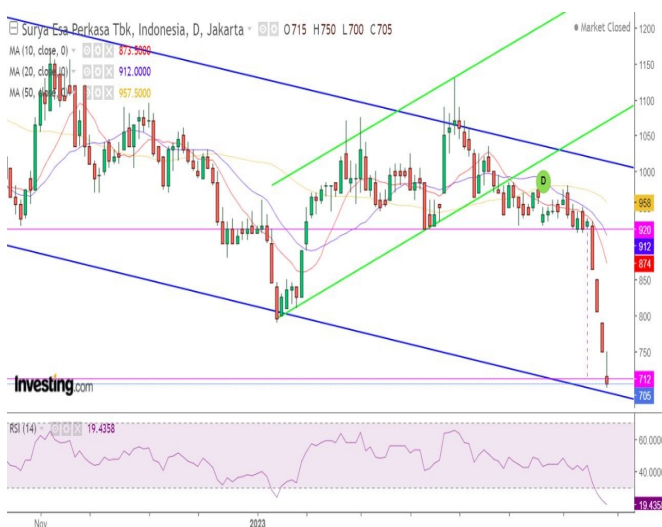 Surya Esa Perkasa Tbk, Indonesia, D, Jakarta O715 H750 L700 C705
Market Closed
MA (10, close, 0) 873.5000
MA (20, close, 0) 912.0000
MA (50, close, 0) 957.5000
1200
1150
1100
1050
1000
D
958
920
912
874
850
800
750
712
705
Investing.com
RSI (14) 19.4358
60.0000
40.0000
19.4358
Nov
2023